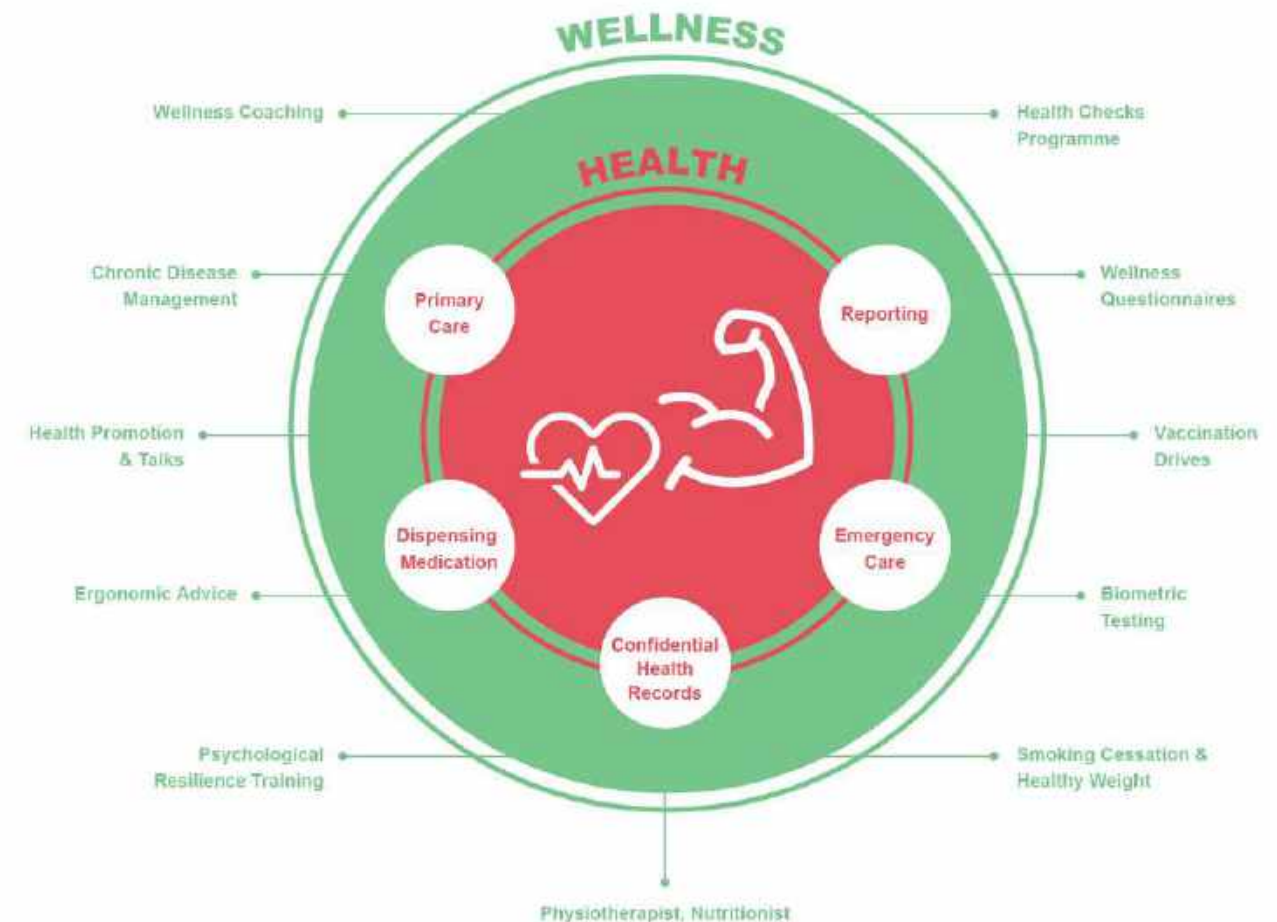 WELLNESS
Wellness Coaching
Health Checks
Programme
HEALTH
Chronic Disease
Management
Primary
Care
Reporting
Wellness
Questionnaires
Health Promotion
& Talks
Vaccination
Drives
Dispensing
Medication
Emergency
Care
Ergonomic Advice
Biometric
Testing
Confidential
Health
Records
Psychological
Resilience Training
Smoking Cessation &
Healthy Weight
Physiotherapist, Nutritionist